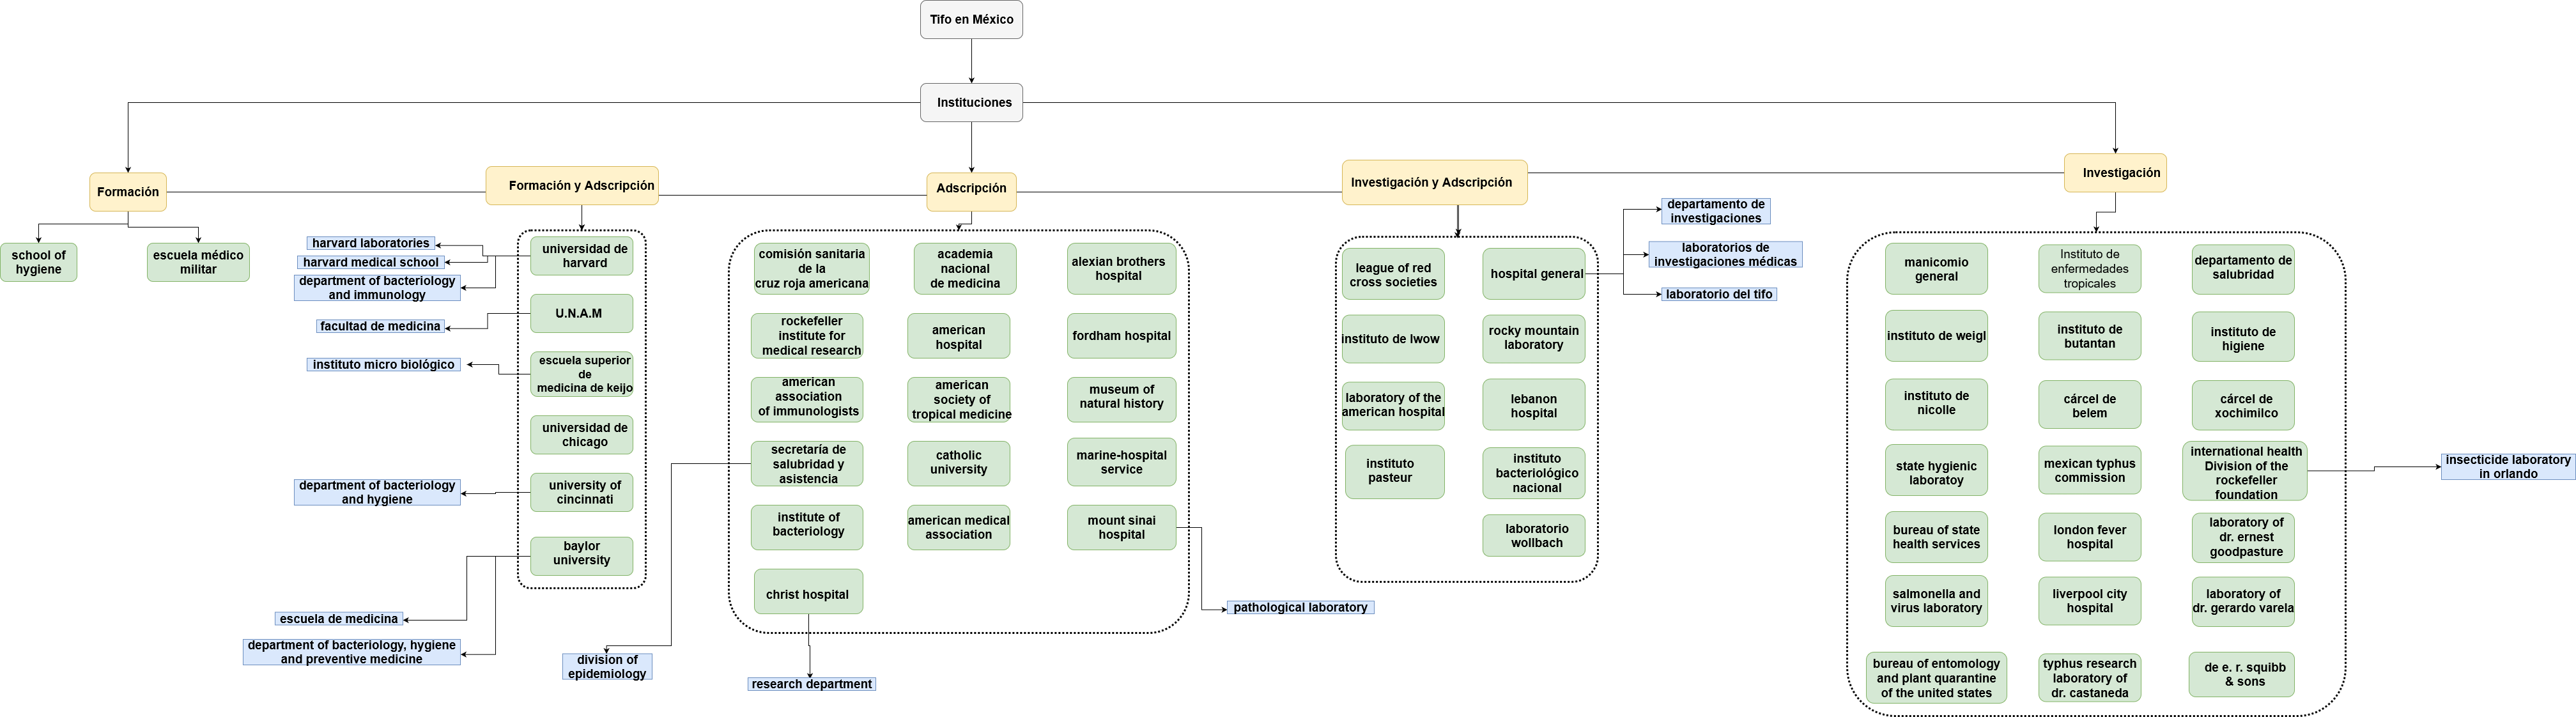 Tifo en México
Instituciones
Formación
Formación y Adscripción
Adscripción
Investigación y Adscripción
Investigación
school of
hygiene
escuela médico
militar
harvard laboratories
harvard medical school
department of bacteriology
and immunology
facultad de medicina
instituto micro biológico
department of bacteriology
and hygiene
escuela de medicina
department of bacteriology, hygiene
and preventive medicine
universidad de
harvard
U.N.A.M
escuela superior
de
medicina de keijo
universidad de
chicago
university of
cincinnati
baylor
university
comisión sanitaria
de la
cruz roja americana
academia
nacional
de medicina
alexian brothers
hospital
rockefeller
institute for
medical research
american
hospital
fordham hospital
american
association
of immunologists
american
society of
tropical medicine
museum of
natural history
secretaría de
salubridad y
asistencia
catholic
university
marine-hospital
service
institute of
bacteriology
american medical
association
mount sinai
hospital
christ hospital
division of
epidemiology
research department
pathological laboratory
league of red
cross societies
hospital general
instituto de lwow
rocky mountain
laboratory
laboratory of the
american hospital
lebanon
hospital
instituto
pasteur
instituto
bacteriológico
nacional
laboratorio
wollbach
departamento de
investigaciones
laboratorios de
investigaciones médicas
laboratorio del tifo
manicomio
general
Instituto de
enfermedades
tropicales
departamento de
salubridad
instituto de weigl
instituto de
butantan
instituto de
higiene
instituto de
nicolle
cárcel de
belem
cárcel de
xochimilco
state hygienic
laboratoy
mexican typhus
commission
international health
Division of the
rockefeller
foundation
bureau of state
health services
london fever
hospital
laboratory of
dr. ernest
goodpasture
salmonella and
virus laboratory
liverpool city
hospital
laboratory of
dr. gerardo varela
bureau of entomology
and plant quarantine
of the united states
typhus research
laboratory of
dr. castaneda
de e. r. squibb
& sons
insecticide laboratory
in orlando